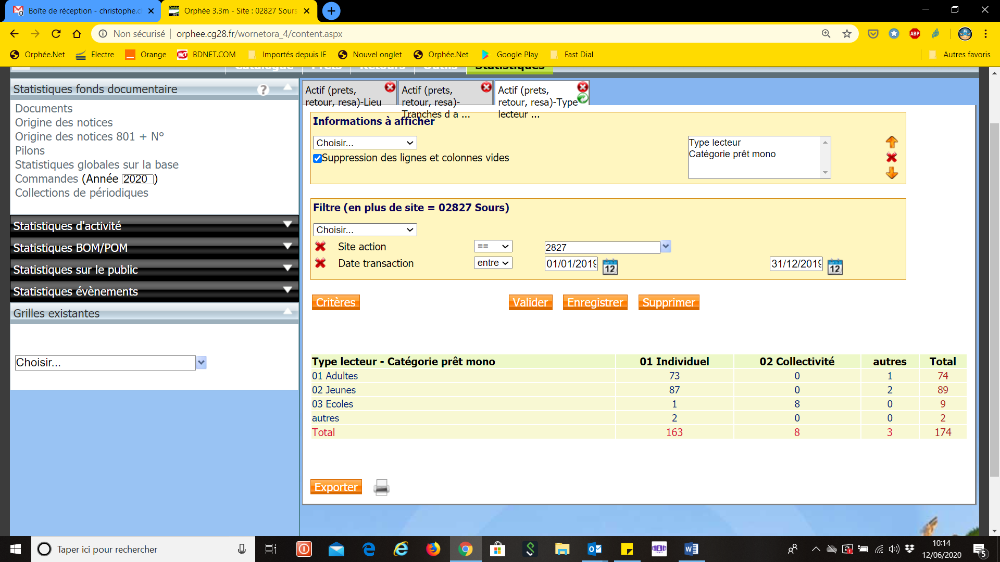 Boîte de réception - christophe.cl
Orphée 3.3m - Site : 02827 Sours
Non sécurisé | orphee.cg28.fr/wornetora_4/content.aspx
ABP
Orphée.Net
Electre
Orange
BDNET.COM
Importés depuis IE
Nouvel onglet
Orphée.Net
Google Play
Fast Dial
Autres favoris
Catalogue Prêts Retours Outils Statistiques
Statistiques fonds documentaire ?
Documents
Origine des notices
Origine des notices 801 + N°
Pilons
Statistiques globales sur la base
Commandes (Année 2020 )
Collections de périodiques
Statistiques d'activité
Statistiques BOM/POM
Statistiques sur le public
Statistiques évènements
Grilles existantes
Choisir...
Actif (prets,
retour, resa)-Lieu
Actif (prets,
retour, resa)-
Tranches d a ...
Actif (prets,
retour, resa)-Type
lecteur ...
Informations à afficher
Choisir...
Suppression des lignes et colonnes vides
Type lecteur
Catégorie prêt mono
Filtre (en plus de site = 02827 Sours)
Choisir...
Site action == 2827
Date transaction entre 01/01/2019 12 31/12/2019 12
Critères Valider Enregistrer Supprimer
Type lecteur - Catégorie prêt mono 01 Individuel 02 Collectivité autres Total
01 Adultes 73 0 1 74
02 Jeunes 87 0 2 89
03 Ecoles 1 8 0 9
autres 2 0 0 2
Total 163 8 3 174
Exporter
Taper ici pour rechercher
10:14
12/06/2020
5